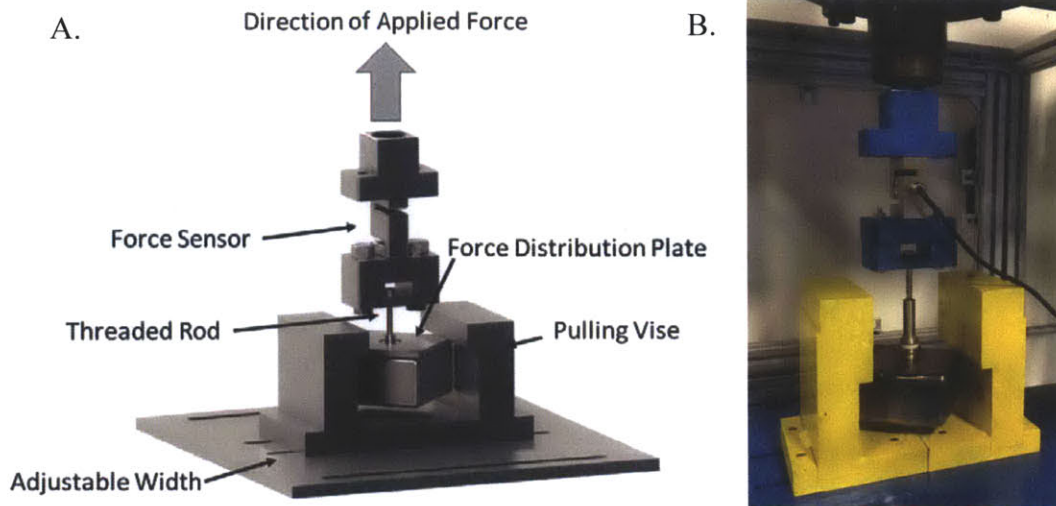 A.
Direction of Applied Force
B.
Force Sensor
Force Distribution Plate
Threaded Rod
Pulling Vise
Adjustable Width